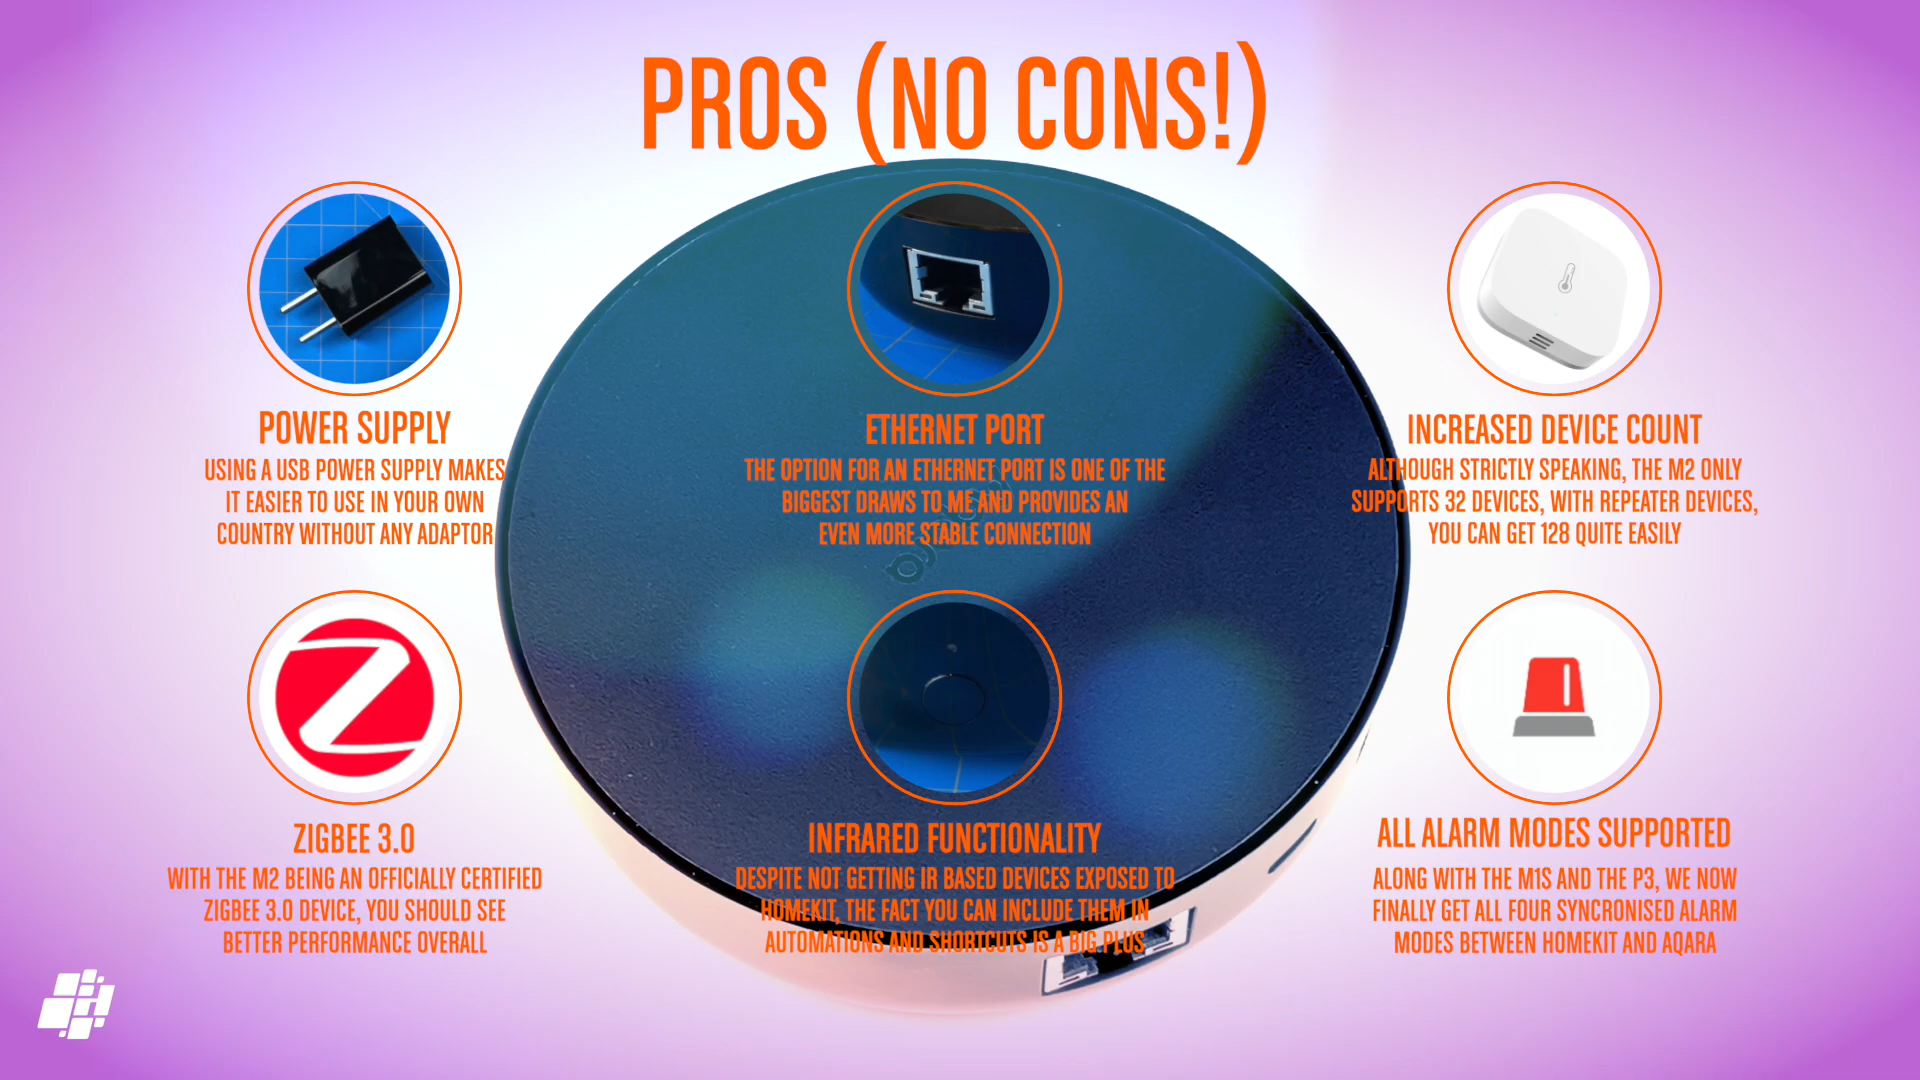 PROS (NO CONS!)
POWER SUPPLY
USING A USB POWER SUPPLY MAKES
IT EASIER TO USE IN YOUR OWN
COUNTRY WITHOUT ANY ADAPTOR
ETHERNET PORT
THE OPTION FOR AN ETHERNET PORT IS ONE OF THE
BIGGEST DRAWS TO ME AND PROVIDES AN
EVEN MORE STABLE CONNECTION
INCREASED DEVICE COUNT
ALTHOUGH STRICTLY SPEAKING, THE M2 ONLY
SUPPORTS 32 DEVICES, WITH REPEATER DEVICES,
YOU CAN GET 128 QUITE EASILY
ZIGBEE 3.0
WITH THE M2 BEING AN OFFICIALLY CERTIFIED
ZIGBEE 3.0 DEVICE, YOU SHOULD SEE
BETTER PERFORMANCE OVERALL
INFRARED FUNCTIONALITY
DESPITE NOT GETTING IR BASED DEVICES EXPOSED TO
HOMEKIT, THE FACT YOU CAN INCLUDE THEM IN
AUTOMATIONS AND SHORTCUTS IS A BIG PLUS
ALL ALARM MODES SUPPORTED
ALONG WITH THE M1S AND THE P3, WE NOW
FINALLY GET ALL FOUR SYNCRONISED ALARM
MODES BETWEEN HOMEKIT AND AQARA